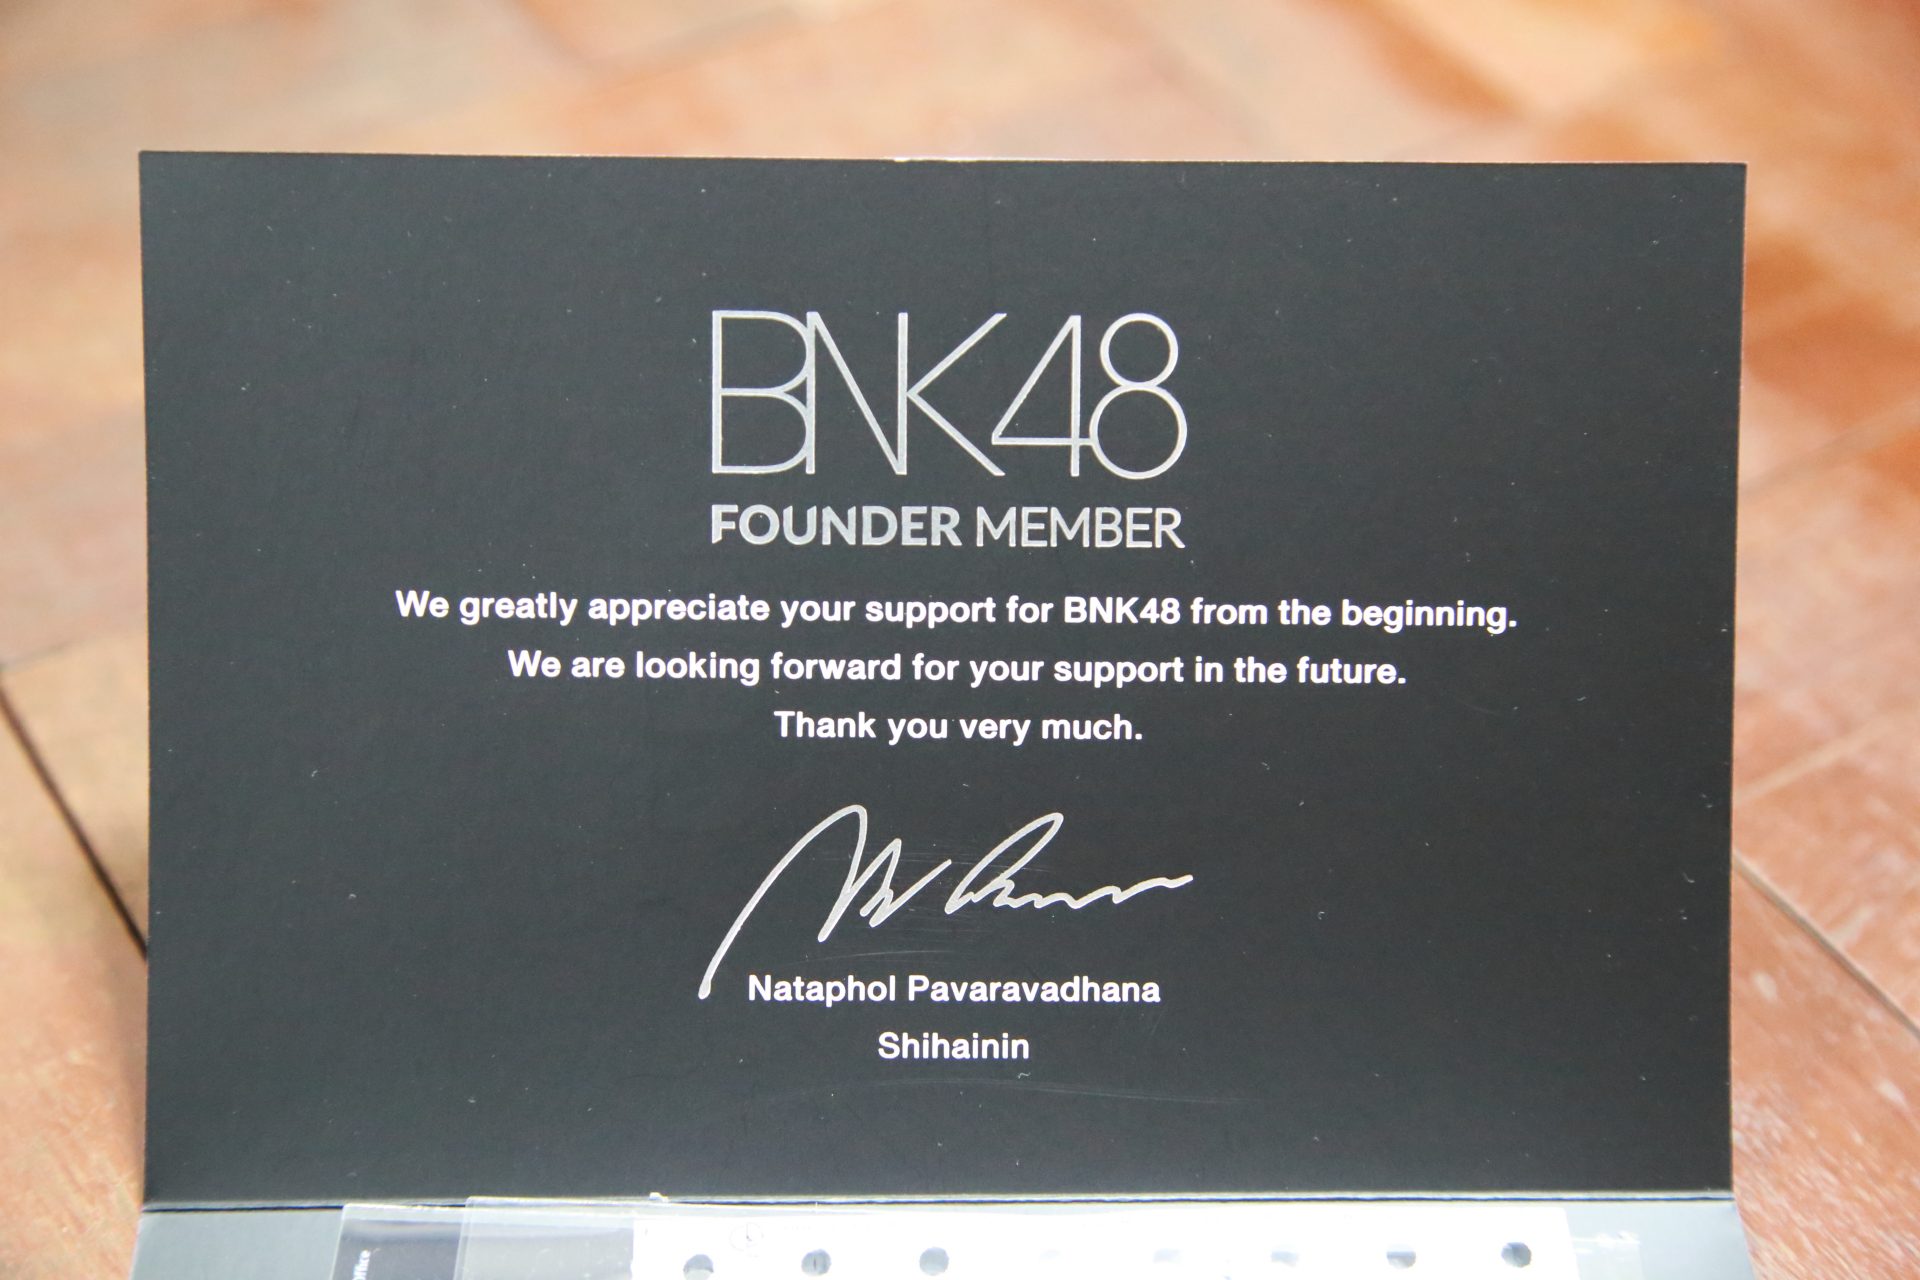 BNK48
FOUNDER MEMBER
We greatly appreciate your support for BNK48 from the beginning.
We are looking forward for your support in the future.
Thank you very much.
Nataphol Pavaravadhana
Shihainin
Office